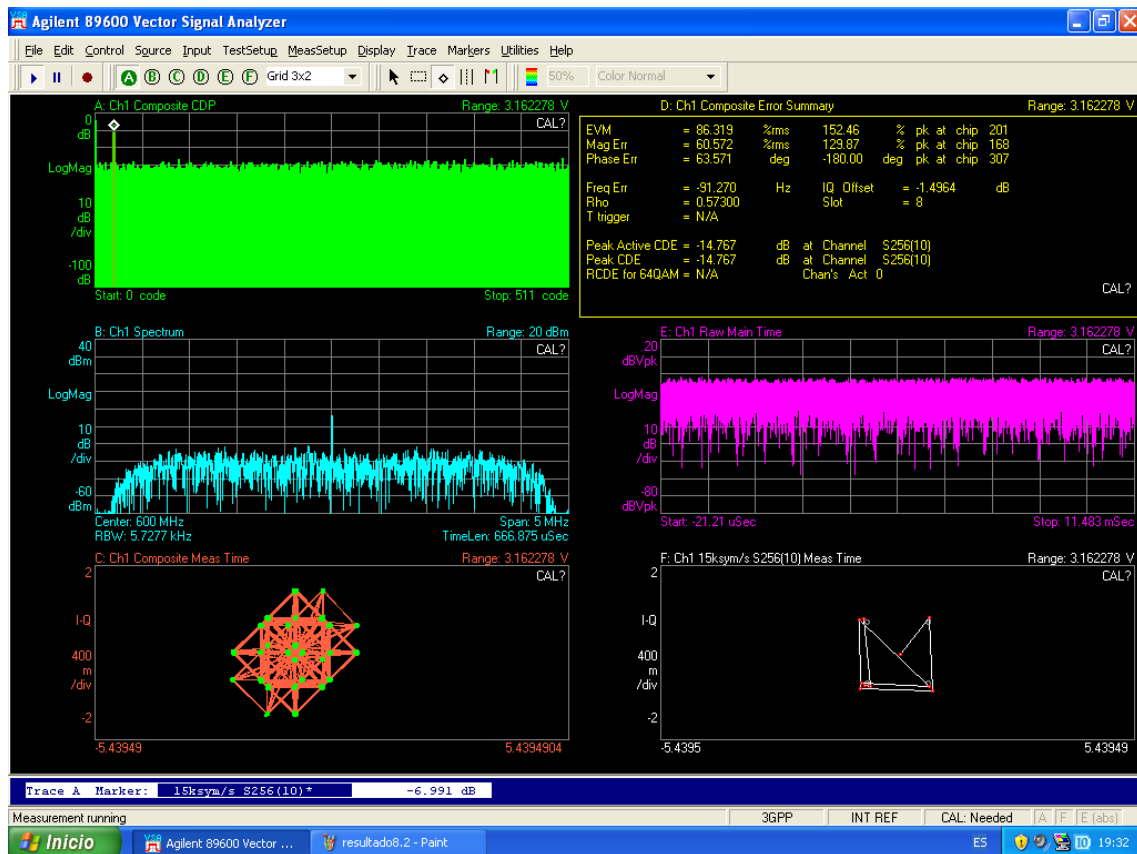 Agilent 89600 Vector Signal Analyzer
File Edit Control Source Input TestSetup MeasSetup Display Trace Markers Utilities Help
A B C D E F Grid 3x2 50% Color Normal
A: Ch1 Composite CDP Range: 3.162278 V
0
dB
CAL?
LogMag
10
dB
/div
-100
dB
Start: 0 code Stop: 511 code
D: Ch1 Composite Error Summary Range: 3.162278 V
EVM = 86.319 %rms 152.46 % pk at chip 201
Mag Err = 60.572 %rms 129.87 % pk at chip 168
Phase Err = 63.571 deg -180.00 deg pk at chip 307
Freq Err = -91.270 Hz IQ Offset = -1.4964 dB
Rho = 0.57300 Slot = 8
T trigger = N/A
Peak Active CDE = -14.767 dB at Channel S256(10)
Peak CDE = -14.767 dB at Channel S256(10)
RCDE for 64QAM = N/A Chan's Act 0
CAL?
B: Ch1 Spectrum Range: 20 dBm
40
dBm
CAL?
LogMag
10
dB
/div
-60
dBm
Center: 600 MHz Span: 5 MHz
RBW: 5.7277 kHz TimeLen: 666.875 uSec
E: Ch1 Raw Main Time Range: 3.162278 V
20
dBVpk
CAL?
LogMag
10
dB
/div
-80
dBVpk
Start: -21.21 uSec Stop: 11.483 mSec
C: Ch1 Composite Meas Time Range: 3.162278 V
2
CAL?
I-Q
400
m
/div
-2
-5.43949 5.4394904
F: Ch1 15ksym/s S256(10) Meas Time Range: 3.162278 V
2
CAL?
I-Q
400
m
/div
-2
-5.4395 5.43949
Trace A Marker: 15ksym/s S256(10)* -6.991 dB
Measurement running 3GPP INT REF CAL: Needed A F E (abs)
Inicio Agilent 89600 Vector ... resultado8.2 - Paint ES 19:32